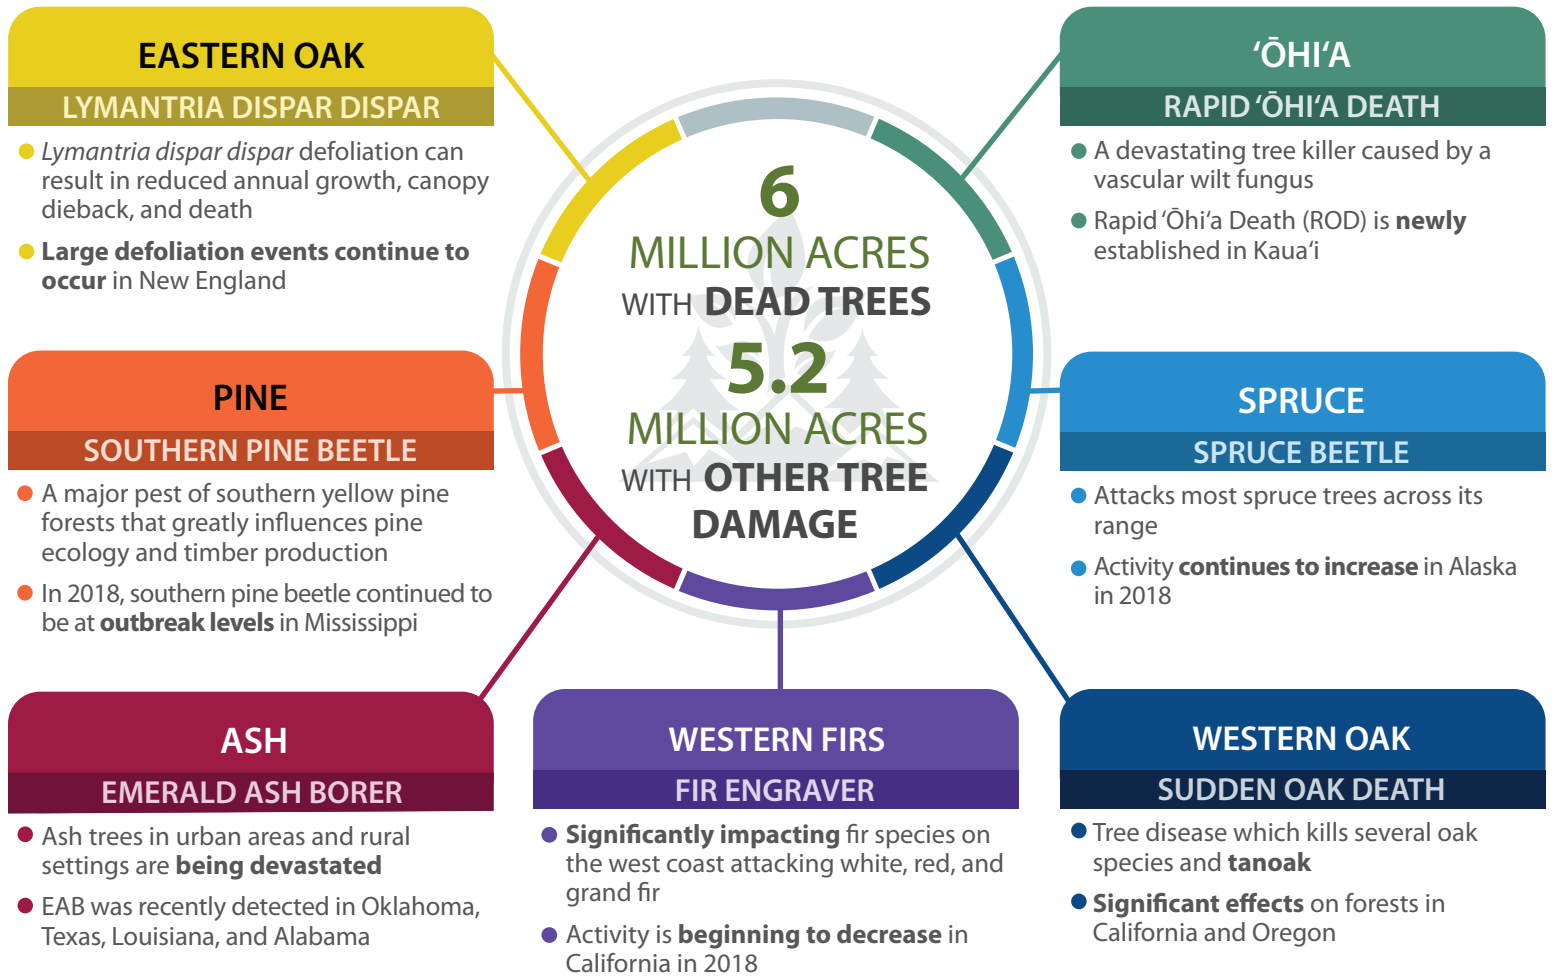 EASTERN OAK
LYMANTRIA DISPAR DISPAR
Lymantria dispar dispar defoliation can
result in reduced annual growth, canopy
dieback, and death
Large defoliation events continue to
occur in New England
PINE
SOUTHERN PINE BEETLE
A major pest of southern yellow pine
forests that greatly influences pine
ecology and timber production
In 2018, southern pine beetle continued to
be at outbreak levels in Mississippi
ASH
EMERALD ASH BORER
Ash trees in urban areas and rural
settings are being devastated
EAB was recently detected in Oklahoma,
Texas, Louisiana, and Alabama
6
MILLION ACRES
WITH DEAD TREES
5.2
MILLION ACRES
WITH OTHER TREE
DAMAGE
WESTERN FIRS
FIR ENGRAVER
Significantly impacting fir species on
the west coast attacking white, red, and
grand fir
Activity is beginning to decrease in
California in 2018
‘ŌHI‘A
RAPID ‘ŌHI‘A DEATH
A devastating tree killer caused by a
vascular wilt fungus
Rapid ‘Ōhi‘a Death (ROD) is newly
established in Kaua‘i
SPRUCE
SPRUCE BEETLE
Attacks most spruce trees across its
range
Activity continues to increase in Alaska
in 2018
WESTERN OAK
SUDDEN OAK DEATH
Tree disease which kills several oak
species and tanoak
Significant effects on forests in
California and Oregon